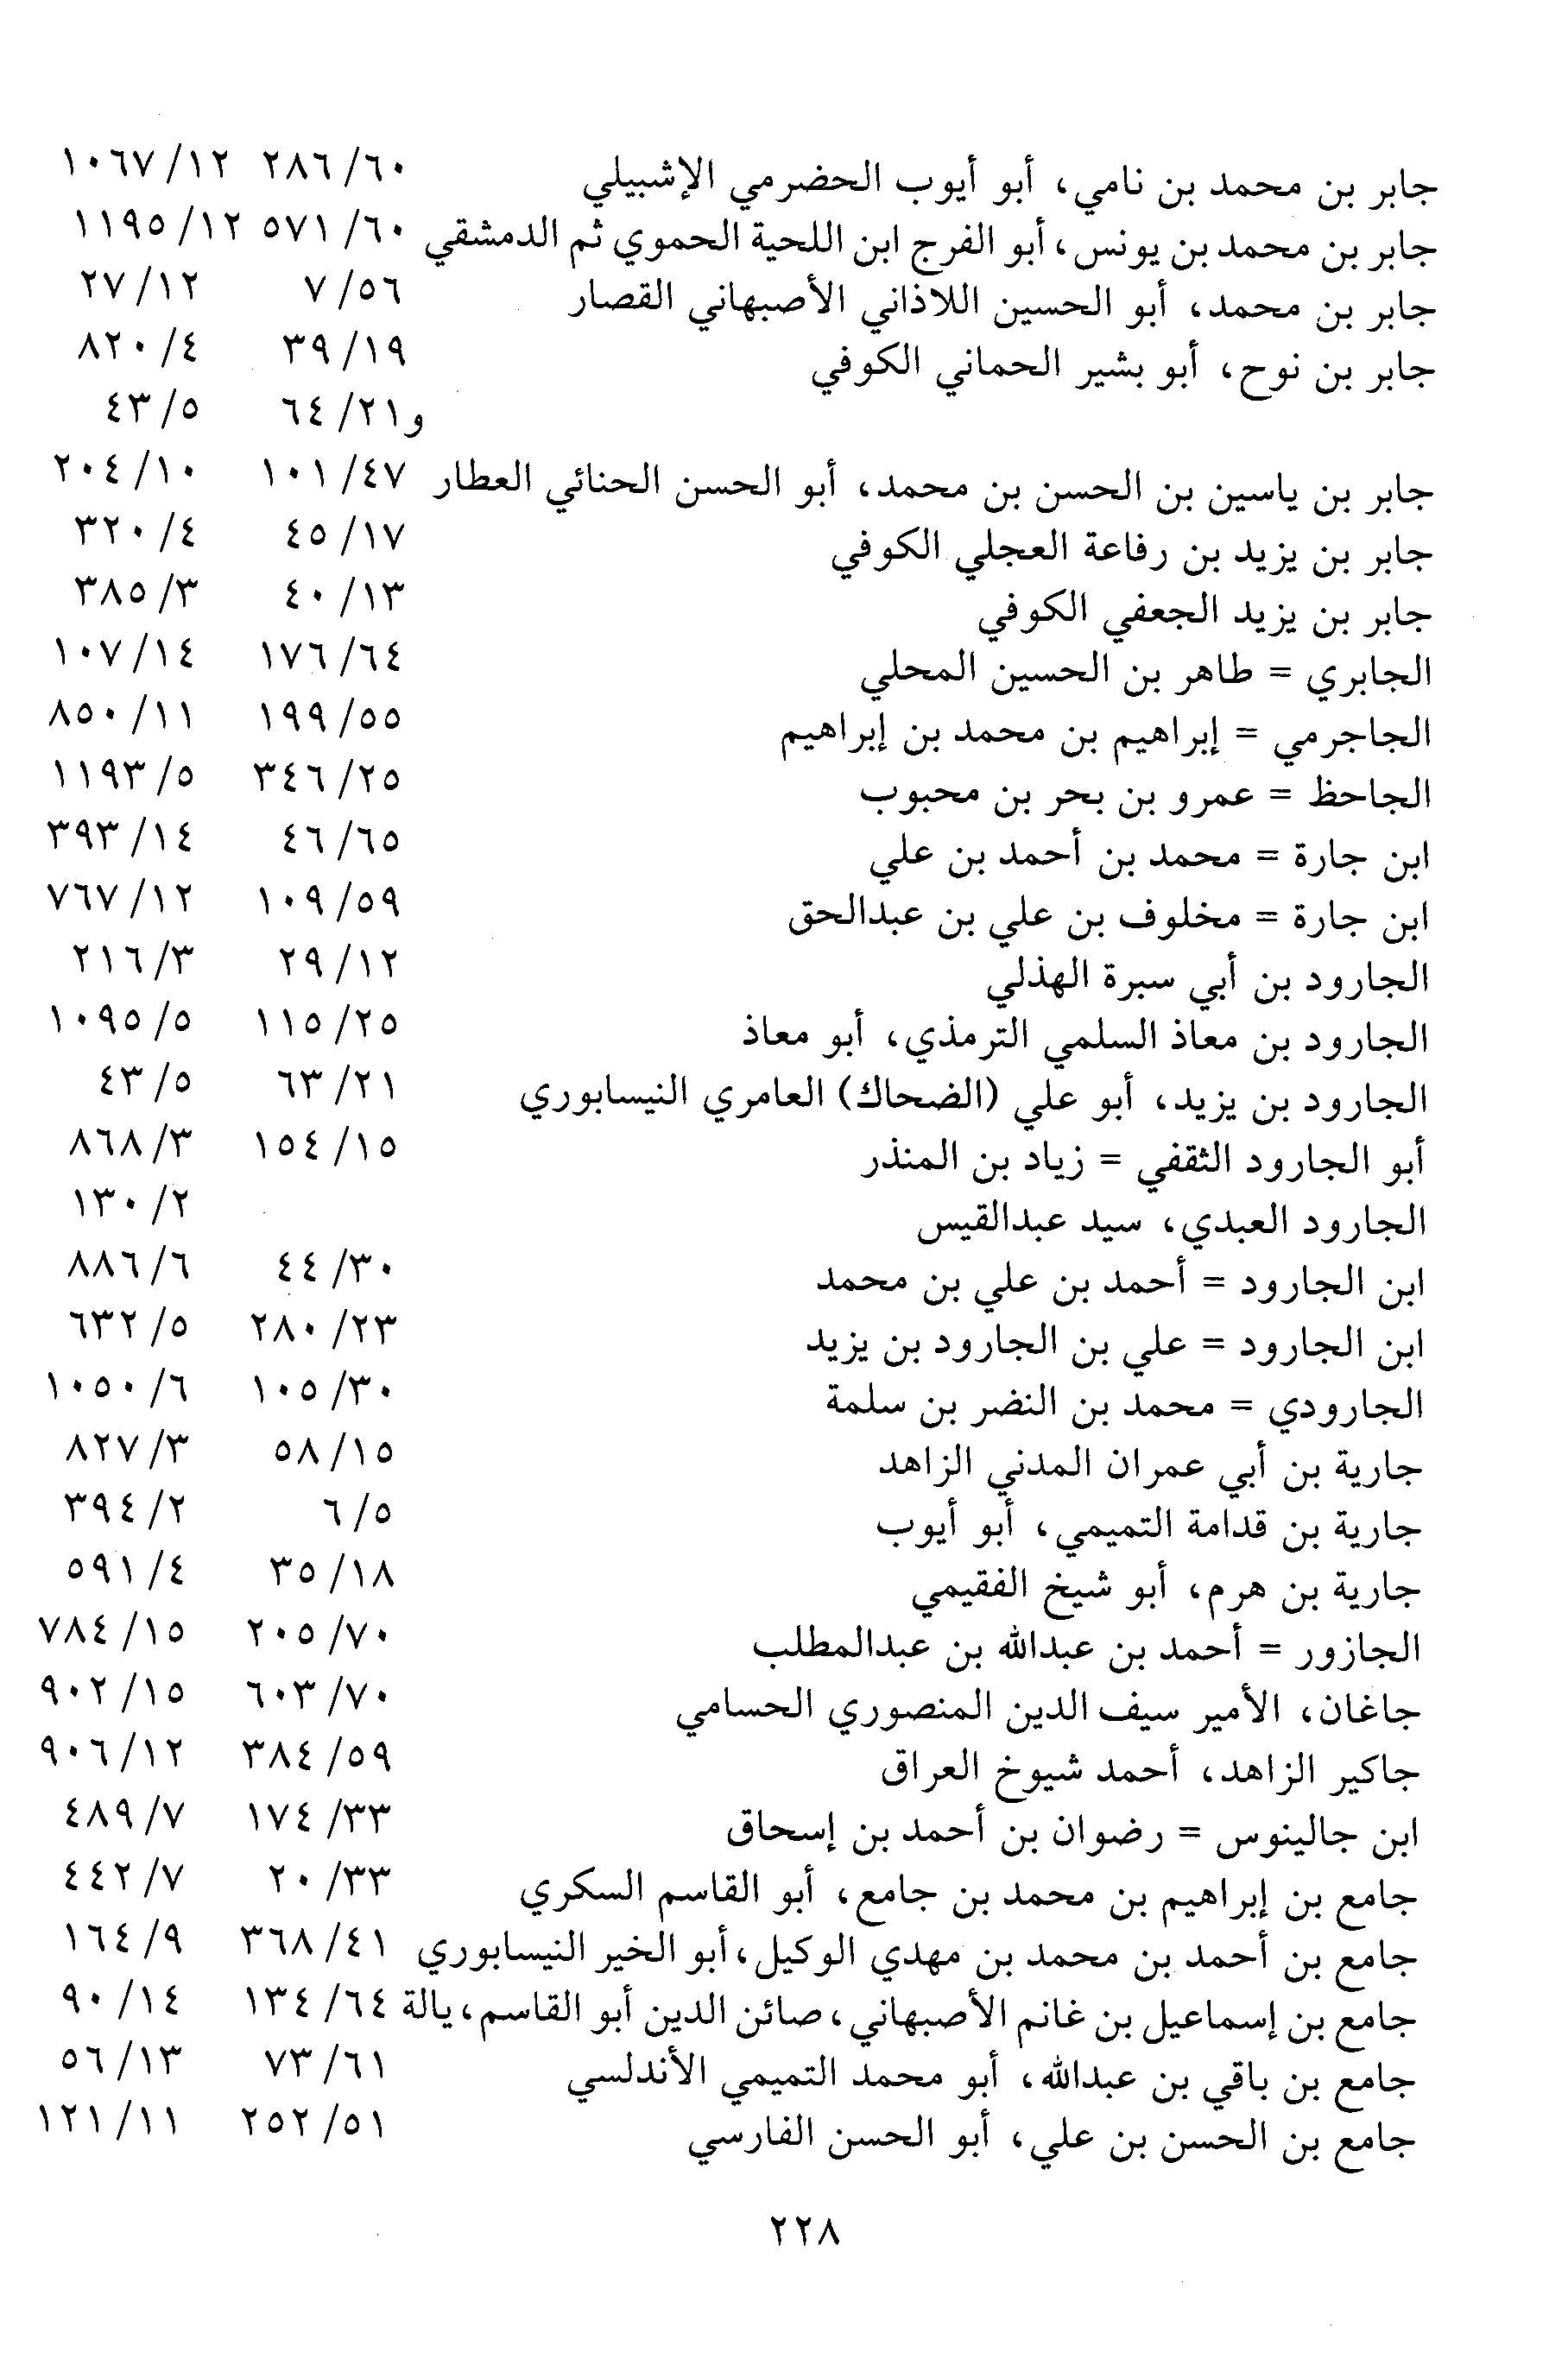 جابر بن محمد بن نامي، أبو أيوب الحضرمي الإشبيلي ٦٠/ ٢٨٦ ١٢/ ١٠٦٧
جابر بن محمد بن يونس، أبو الفرج ابن اللحية الحموي ثم الدمشقي ٦٠/ ٥٧١ ١٢/ ١١٩٥
جابر بن محمد، أبو الحسين اللاذاني الأصبهاني القصار ٥٦/ ٧ ١٢/ ٢٧
جابر بن نوح، أبو بشير الحماني الكوفي ١٩/ ٣٩ ٤/ ٨٢٠
و٢١/ ٦٤ ٥/ ٤٣
جابر بن ياسين بن الحسن بن محمد، أبو الحسن الحنائي العطار ٤٧/ ١٠١ ١٠/ ٢٠٤
جابر بن يزيد بن رفاعة العجلي الكوفي ١٧/ ٤٥ ٤/ ٣٢٠
جابر بن يزيد الجعفي الكوفي ١٣/ ٤٠ ٣/ ٣٨٥
الجابري = طاهر بن الحسين المحلي ٦٤/ ١٧٦ ١٤/ ١٠٧
الجاجرمي = إبراهيم بن محمد بن إبراهيم ٥٥/ ١٩٩ ١١/ ٨٥٠
الجاحظ = عمرو بن بحر بن محبوب ٢٥/ ٣٤٦ ٥/ ١١٩٣
ابن جارة = محمد بن أحمد بن علي ٦٥/ ٤٦ ١٤/ ٣٩٣
ابن جارة = مخلوف بن علي بن عبدالحق ٥٩/ ١٠٩ ١٢/ ٧٦٧
الجارود بن أبي سبرة الهذلي ١٢/ ٢٩ ٣/ ٢١٦
الجارود بن معاذ السلمي الترمذي، أبو معاذ ٢٥/ ١١٥ ٥/ ١٠٩٥
الجارود بن يزيد، أبو علي (الضحاك) العامري النيسابوري ٢١/ ٦٣ ٥/ ٤٣
أبو الجارود الثقفي = زياد بن المنذر ١٥/ ١٥٤ ٣/ ٨٦٨
الجارود العبدي، سيد عبدالقيس ٢/ ١٣٠
ابن الجارود = أحمد بن علي بن محمد ٣٠/ ٤٤ ٦/ ٨٨٦
ابن الجارود = علي بن الجارود بن يزيد ٢٣/ ٢٨٠ ٥/ ٦٣٢
الجارودي = محمد بن النضر بن سلمة ٣٠/ ١٠٥ ٦/ ١٠٥٠
جارية بن أبي عمران المدني الزاهد ١٥/ ٥٨ ٣/ ٨٢٧
جارية بن قدامة التميمي، أبو أيوب ٥/ ٦ ٢/ ٣٩٤
جارية بن هرم، أبو شيخ الفقيمي ١٨/ ٣٥ ٤/ ٥٩١
الجازور = أحمد بن عبدالله بن عبدالمطلب ٧٠/ ٢٠٥ ١٥/ ٧٨٤
جاغان، الأمير سيف الدين المنصوري الحسامي ٧٠/ ٦٠٣ ١٥/ ٩٠٢
جاكير الزاهد، أحمد شيوخ العراق ٥٩/ ٣٨٤ ١٢/ ٩٠٦
ابن جالينوس = رضوان بن أحمد بن إسحاق ٣٣/ ١٧٤ ٧/ ٤٨٩
جامع بن إبراهيم بن محمد بن جامع، أبو القاسم السكري ٣٣/ ٢٠ ٧/ ٤٤٢
جامع بن أحمد بن محمد بن مهدي الوكيل، أبو الخير النيسابوري ٤١/ ٣٦٨ ٩/ ١٦٤
جامع بن إسماعيل بن غانم الأصبهاني، صائن الدين أبو القاسم، يالة ٦٤/ ١٣٤ ١٤/ ٩٠
جامع بن باقي بن عبدالله، أبو محمد التميمي الأندلسي ٦١/ ٧٣ ١٣/ ٥٦
جامع بن الحسن بن علي، أبو الحسن الفارسي ٥١/ ٢٥٢ ١١/ ١٢١
٢٢٨